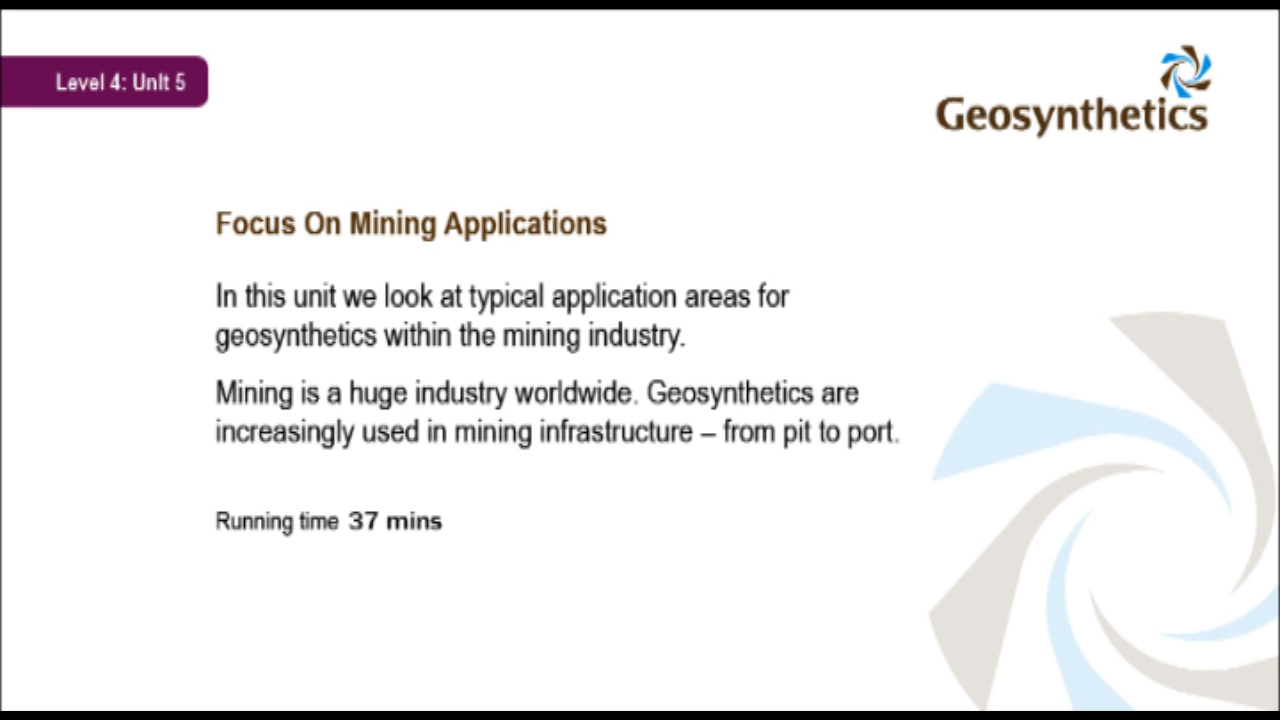 Level 4: Unit 5
Geosynthetics
Focus On Mining Applications
In this unit we look at typical application areas for
geosynthetics within the mining industry.
Mining is a huge industry worldwide. Geosynthetics are
increasingly used in mining infrastructure – from pit to port.
Running time 37 mins